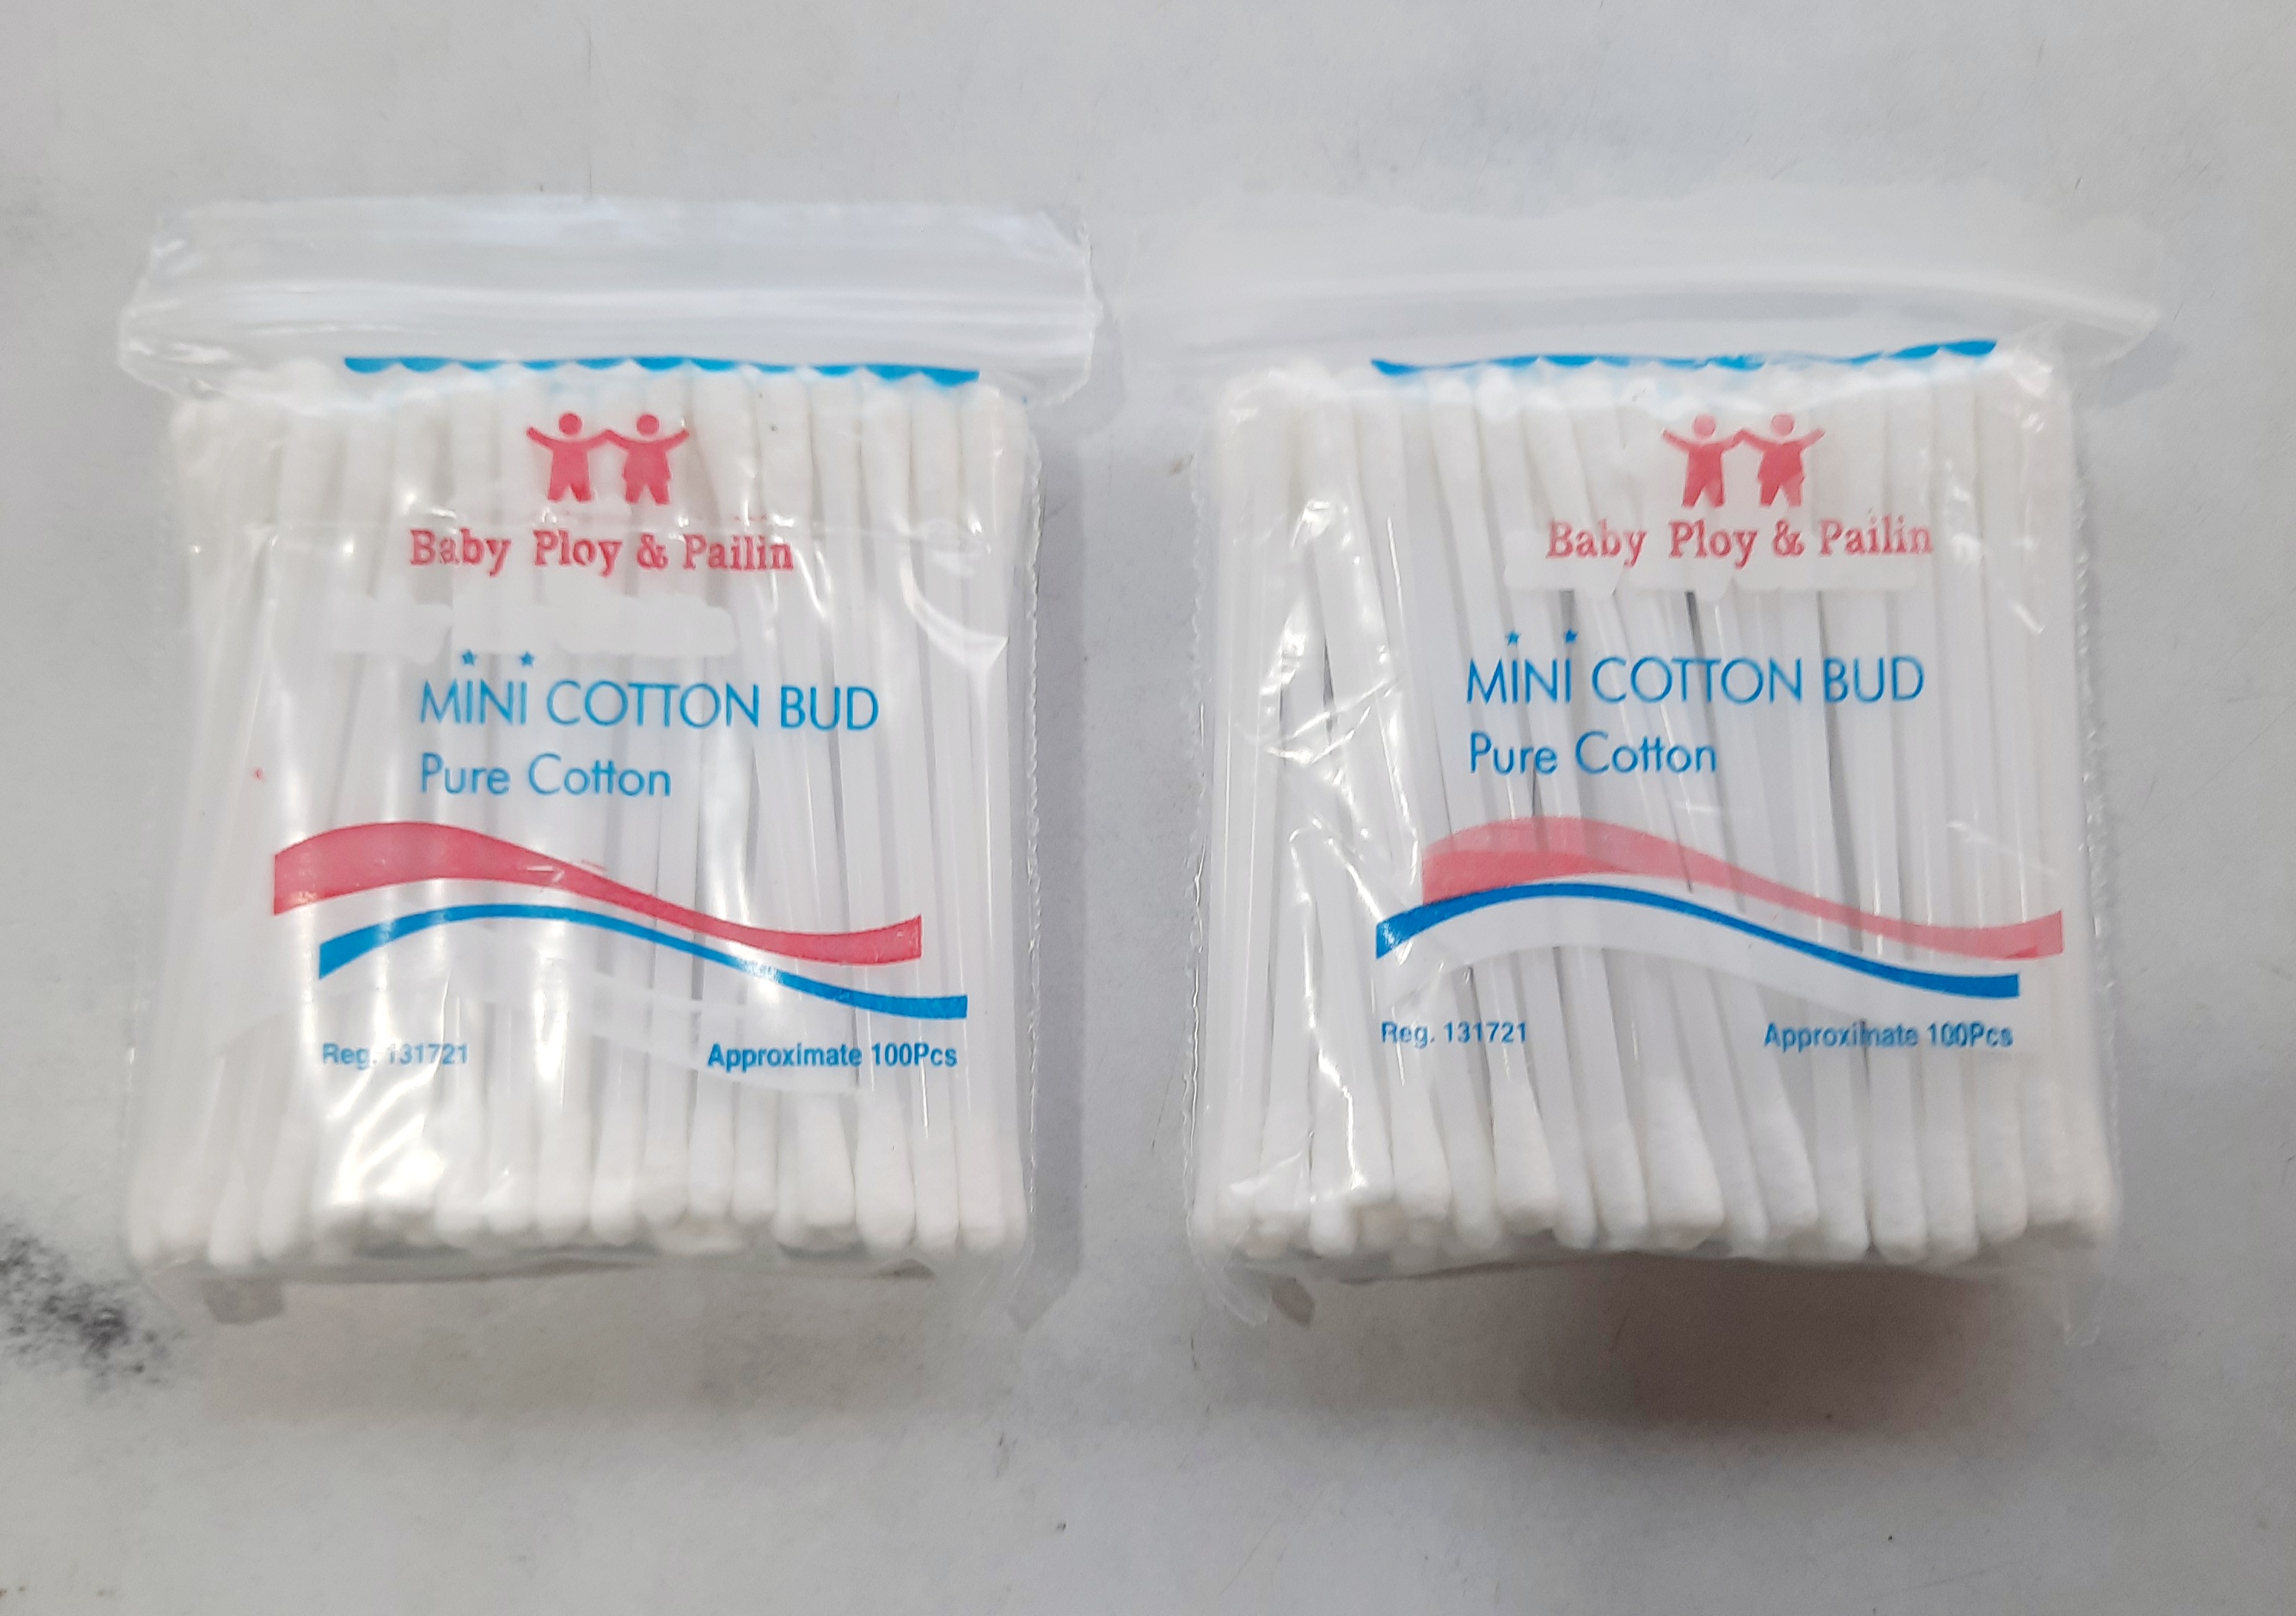 Baby Ploy & Pailin
MINI COTTON BUD
Pure Cotton
Reg. 131721
Approximate 100Pcs
Baby Ploy & Pailin
MINI COTTON BUD
Pure Cotton
Reg. 131721
Approximate 100Pcs